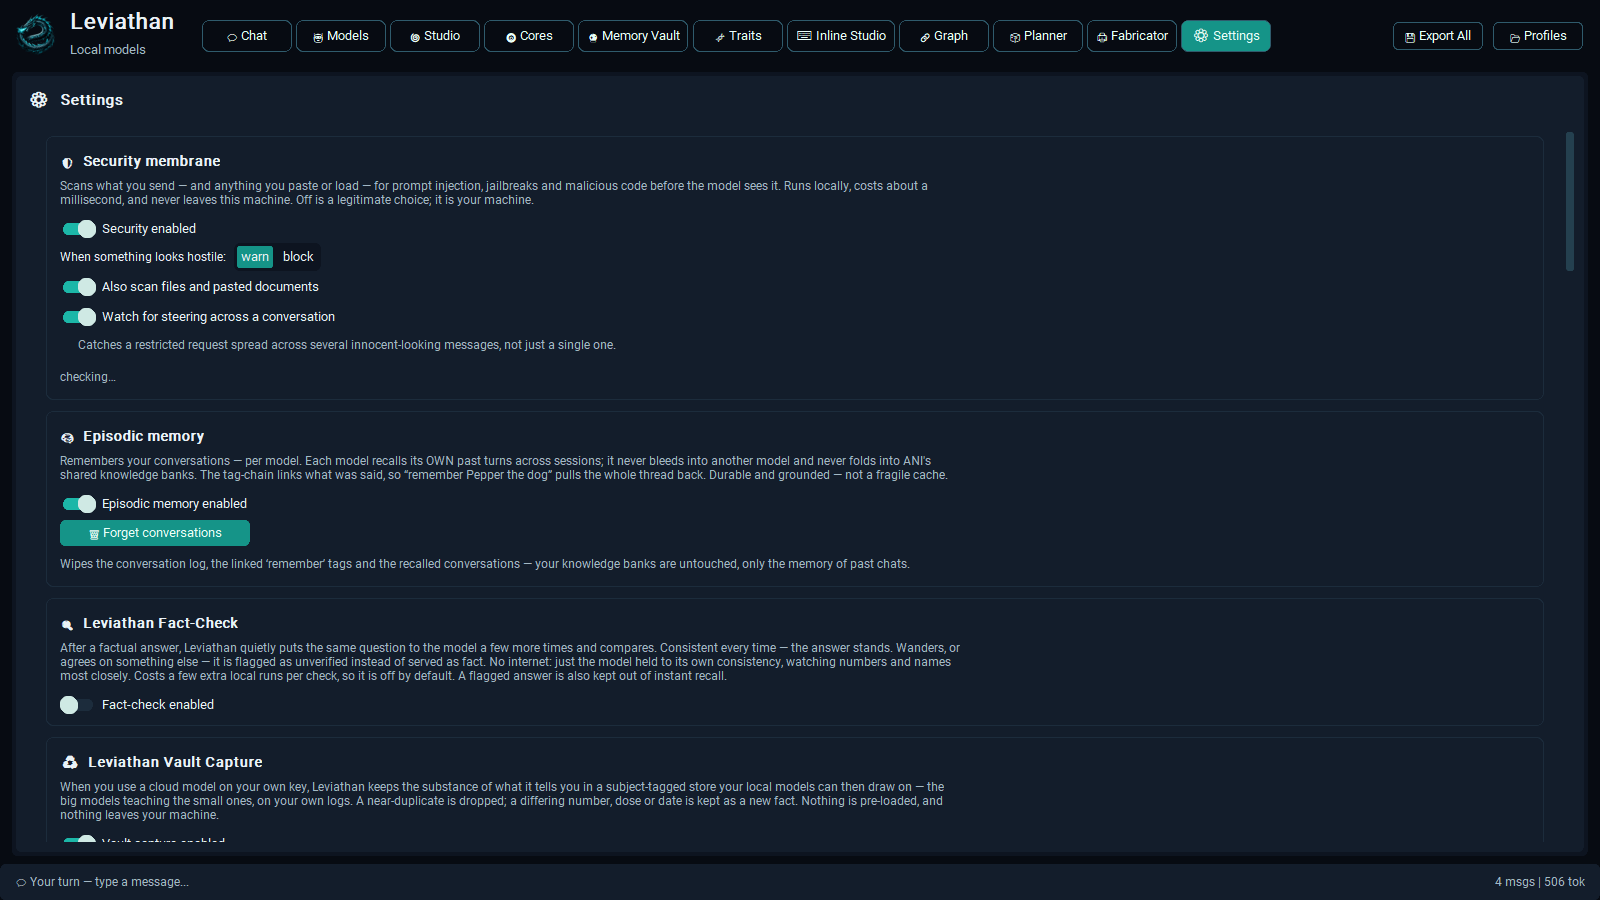 Leviathan
Local models
Chat
Models
Studio
Cores
Memory Vault
Traits
Inline Studio
Graph
Planner
Fabricator
Settings
Export All
Profiles
Settings
Security membrane
Scans what you send — and anything you paste or load — for prompt injection, jailbreaks and malicious code before the model sees it. Runs locally, costs about a
millisecond, and never leaves this machine. Off is a legitimate choice; it is your machine.
Security enabled
When something looks hostile: warn block
Also scan files and pasted documents
Watch for steering across a conversation
Catches a restricted request spread across several innocent-looking messages, not just a single one.
checking...
Episodic memory
Remembers your conversations — per model. Each model recalls its OWN past turns across sessions; it never bleeds into another model and never folds into ANI's
shared knowledge banks. The tag-chain links what was said, so “remember Pepper the dog” pulls the whole thread back. Durable and grounded — not a fragile cache.
Episodic memory enabled
Forget conversations
Wipes the conversation log, the linked ‘remember’ tags and the recalled conversations — your knowledge banks are untouched, only the memory of past chats.
Leviathan Fact-Check
After a factual answer, Leviathan quietly puts the same question to the model a few more times and compares. Consistent every time — the answer stands. Wanders, or
agrees on something else — it is flagged as unverified instead of served as fact. No internet: just the model held to its own consistency, watching numbers and names
most closely. Costs a few extra local runs per check, so it is off by default. A flagged answer is also kept out of instant recall.
Fact-check enabled
Leviathan Vault Capture
When you use a cloud model on your own key, Leviathan keeps the substance of what it tells you in a subject-tagged store your local models can then draw on — the
big models teaching the small ones, on your own logs. A near-duplicate is dropped; a differing number, dose or date is kept as a new fact. Nothing is pre-loaded, and
nothing leaves your machine.
Vault capture enabled
Your turn — type a message...
4 msgs | 506 tok